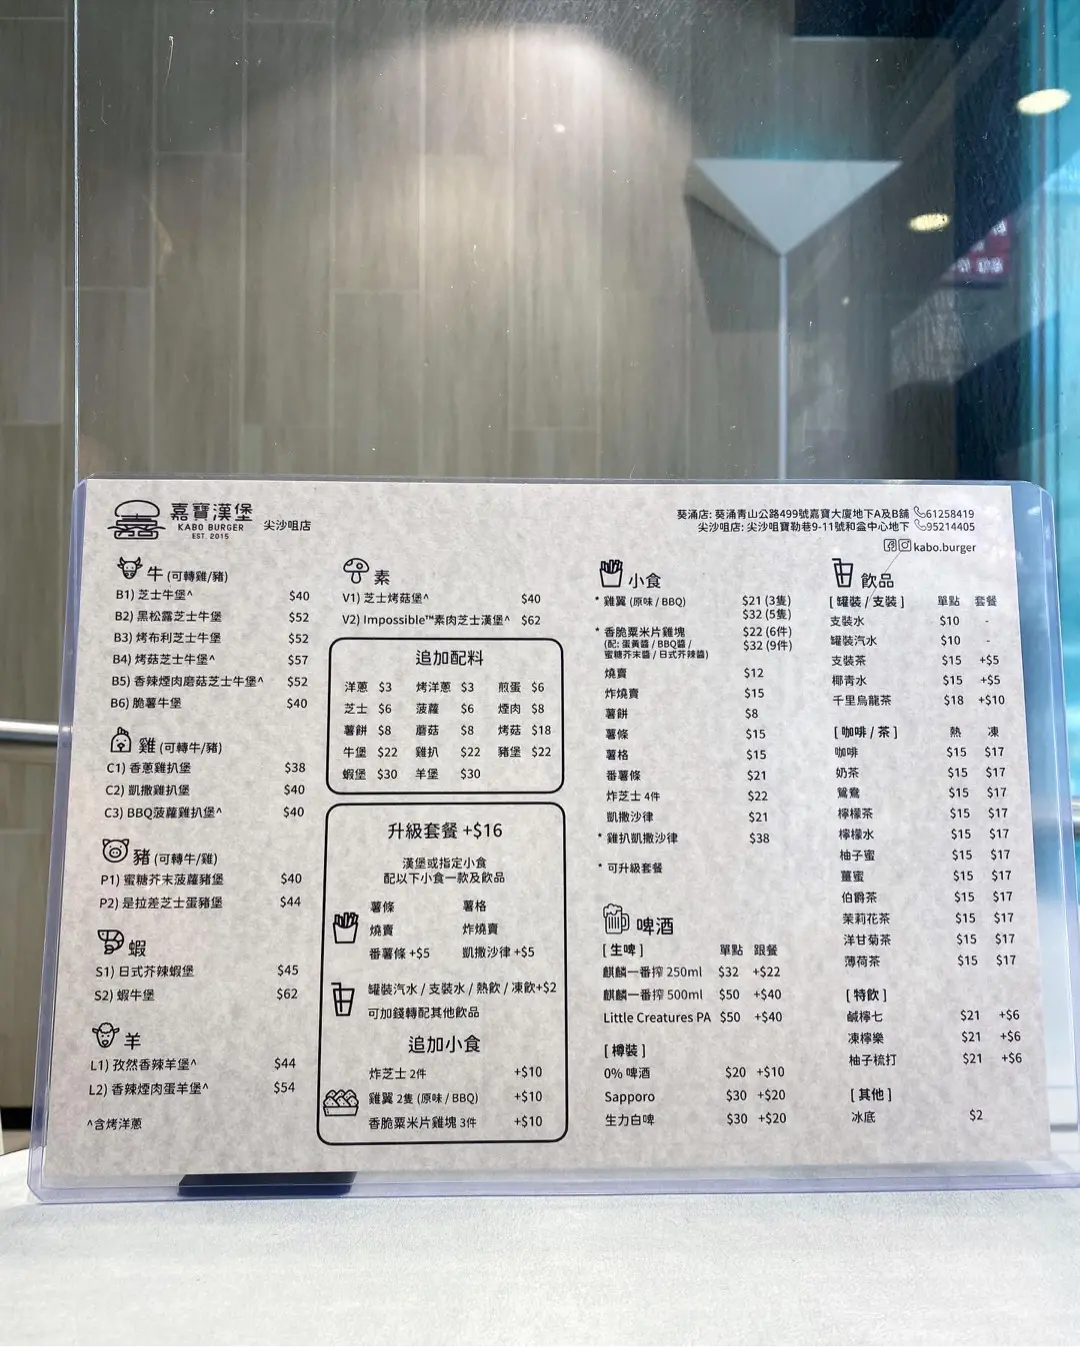 嘉寶漢堡
KABO BURGER
EST. 2015
尖沙咀店
葵涌店: 葵涌青山公路499號嘉寶大廈地下A及B舖 61258419
尖沙咀店: 尖沙咀寶勒巷9-11號和益中心地下 95214405
kabo.burger
牛 (可轉雞/豬)
B1) 芝士牛堡^ $40
B2) 黑松露芝士牛堡 $52
B3) 烤布利芝士牛堡 $52
B4) 烤菇芝士牛堡^ $57
B5) 香辣煙肉磨菇芝士牛堡^ $52
B6) 脆薯牛堡 $40
雞 (可轉牛/豬)
C1) 香蔥雞扒堡 $38
C2) 凱撒雞扒堡 $40
C3) BBQ菠蘿雞扒堡^ $40
豬 (可轉牛/雞)
P1) 蜜糖芥末菠蘿豬堡 $40
P2) 是拉差芝士蛋豬堡 $44
蝦
S1) 日式芥辣蝦堡 $45
S2) 蝦牛堡 $62
羊
L1) 孜然香辣羊堡^ $44
L2) 香辣煙肉蛋羊堡^ $54
^含烤洋蔥
素
V1) 芝士烤菇堡^ $40
V2) Impossible™素肉芝士漢堡^ $62
追加配料
洋蔥 $3 烤洋蔥 $3 煎蛋 $6
芝士 $6 菠蘿 $6 煙肉 $8
薯餅 $8 蘑菇 $8 烤菇 $18
牛堡 $22 雞扒 $22 豬堡 $22
蝦堡 $30 羊堡 $30
升級套餐 +$16
漢堡或指定小食
配以下小食一款及飲品
薯條 薯格
燒賣 炸燒賣
番薯條 +$5 凱撒沙律 +$5
罐裝汽水 / 支裝水 / 熱飲 / 凍飲+$2
可加錢轉配其他飲品
追加小食
炸芝士 2件 +$10
雞翼 2隻 (原味 / BBQ) +$10
香脆粟米片雞塊 3件 +$10
小食
* 雞翼 (原味 / BBQ) $21 (3隻)
$32 (5隻)
* 香脆粟米片雞塊 $22 (6件)
(配: 蛋黃醬 / BBQ醬 / $32 (9件)
蜜糖芥末醬 / 日式芥辣醬)
燒賣 $12
炸燒賣 $15
薯餅 $8
薯條 $15
薯格 $15
番薯條 $21
炸芝士 4件 $22
凱撒沙律 $21
* 雞扒凱撒沙律 $38
* 可升級套餐
啤酒
[ 生啤 ] 單點 跟餐
麒麟一番搾 250ml $32 +$22
麒麟一番搾 500ml $50 +$40
Little Creatures PA $50 +$40
[ 樽裝 ]
0% 啤酒 $20 +$10
Sapporo $30 +$20
生力白啤 $30 +$20
飲品
[ 罐裝 / 支裝 ] 單點 套餐
支裝水 $10 -
罐裝汽水 $10 -
支裝茶 $15 +$5
椰青水 $15 +$5
千里烏龍茶 $18 +$10
[ 咖啡 / 茶 ] 熱 凍
咖啡 $15 $17
奶茶 $15 $17
鴛鴦 $15 $17
檸檬茶 $15 $17
檸檬水 $15 $17
柚子蜜 $15 $17
薑蜜 $15 $17
伯爵茶 $15 $17
茉莉花茶 $15 $17
洋甘菊茶 $15 $17
薄荷茶 $15 $17
[ 特飲 ]
鹹檸七 $21 +$6
凍檸樂 $21 +$6
柚子梳打 $21 +$6
[ 其他 ]
冰底 $2